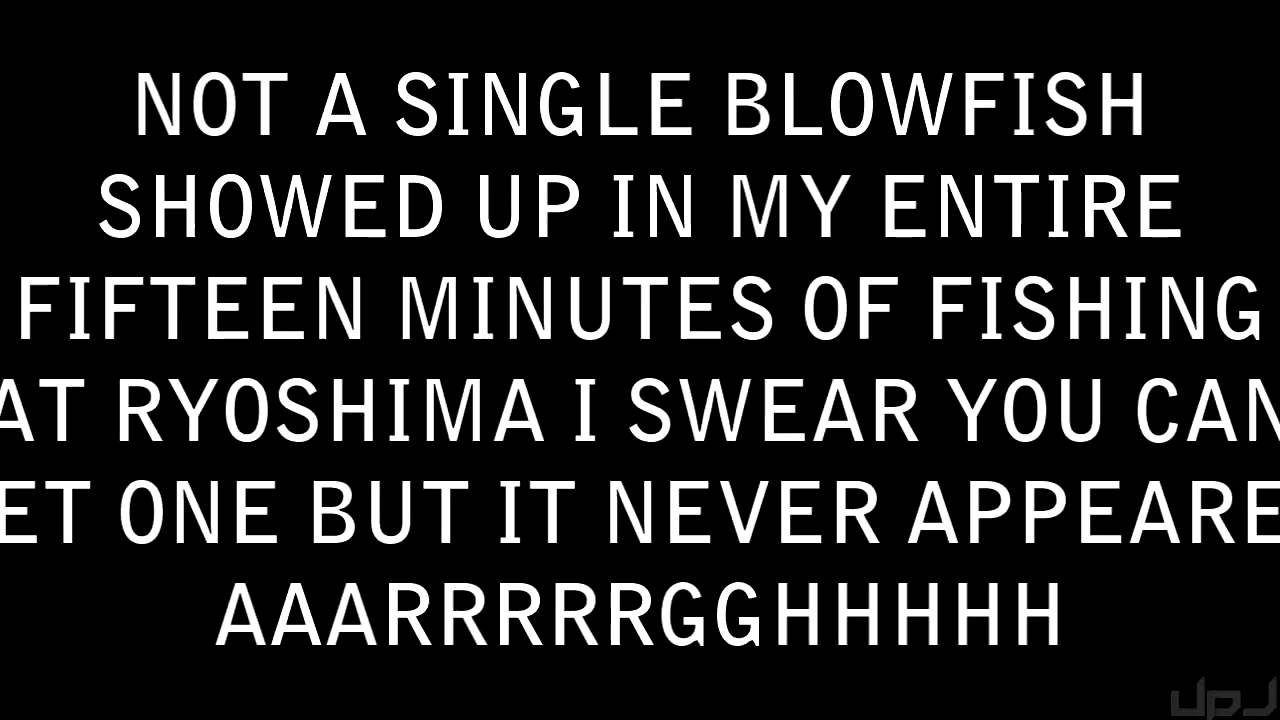 NOT A SINGLE BLOWFISH
SHOWED UP IN MY ENTIRE
FIFTEEN MINUTES OF FISHING
AT RYOSHIMA I SWEAR YOU CAN
ET ONE BUT IT NEVER APPEARE
AAARRRRRGGHHHHH
UPJ